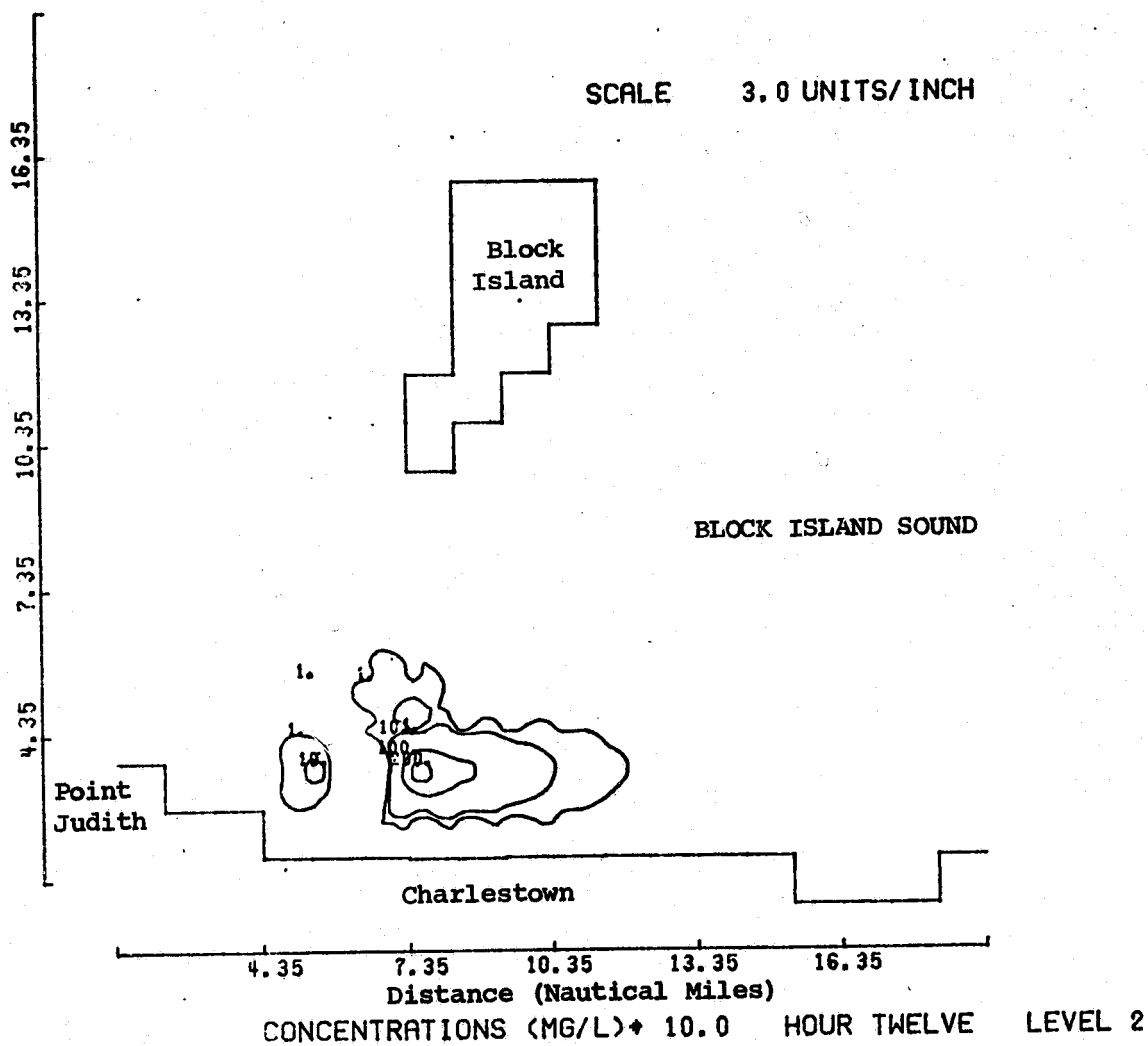 SCALE 3.0 UNITS/INCH
16.35
Block
Island
13.35
10.35
BLOCK ISLAND SOUND
7.35
1.
4.35
1.
10.
100
Point
Judith
Charlestown
4.35 7.35 10.35 13.35 16.35
Distance (Nautical Miles)
CONCENTRATIONS (MG/L)* 10.0 HOUR TWELVE LEVEL 2